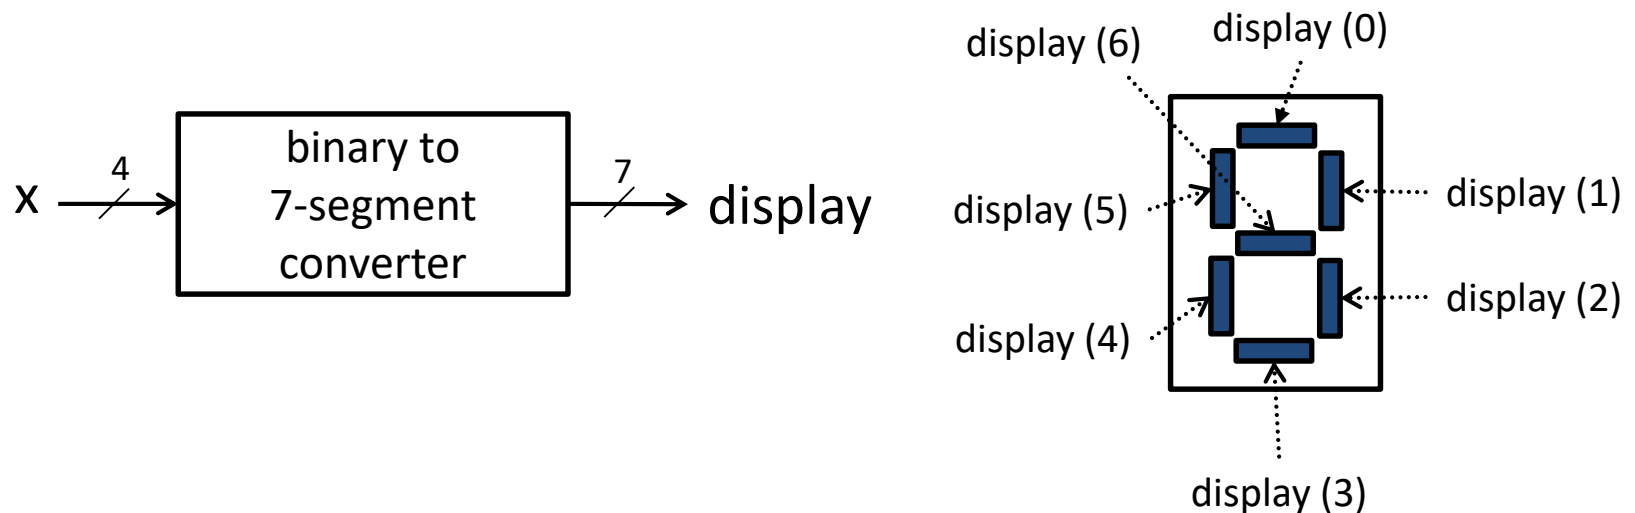 x
4
binary to
7-segment
converter
7
display
display (6)
display (0)
display (5)
display (1)
display (4)
display (2)
display (3)